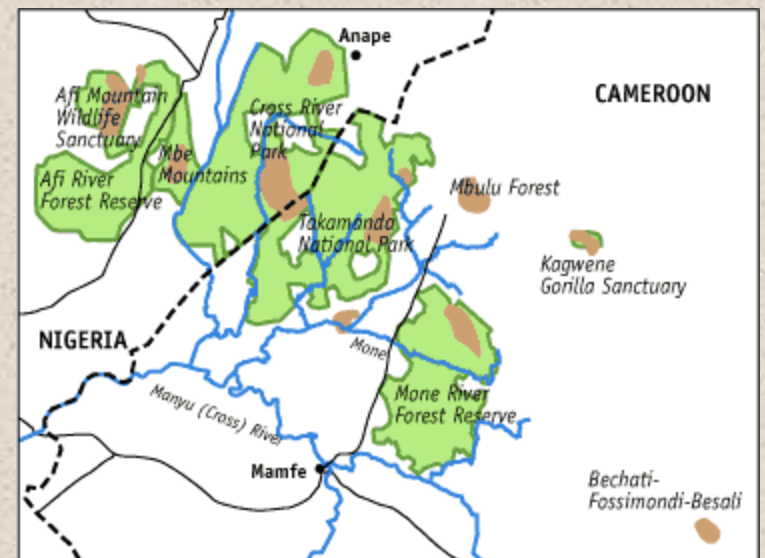 Anape
CAMEROON
Afi Mountain
Wildlife
Sanctuary
Cross River
National
Park
Mbe
Mountains
Afi River
Forest Reserve
Mbulu Forest
Takamanda
National Park
Kagwene
Gorilla Sanctuary
NIGERIA
Mone
Mone River
Forest Reserve
Manyu (Cross) River
Mamfe
Bechati-
Fossimondi-Besali